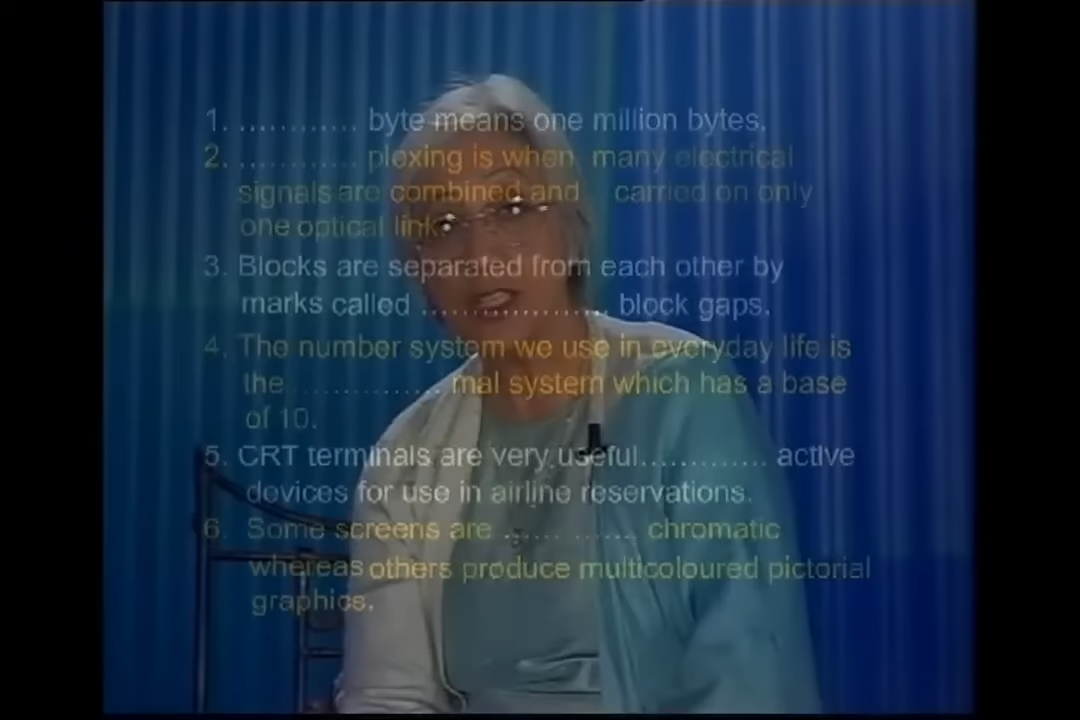 1. ............ byte means one million bytes.
2. ............ plexing is when many electrical
signals are combined and carried on only
one optical link.
3. Blocks are separated from each other by
marks called ............... block gaps.
4. The number system we use in everyday life is
the .............. mal system which has a base
of 10.
5. CRT terminals are very useful............. active
devices for use in airline reservations.
6. Some screens are ............. chromatic
whereas others produce multicoloured pictorial
graphics.